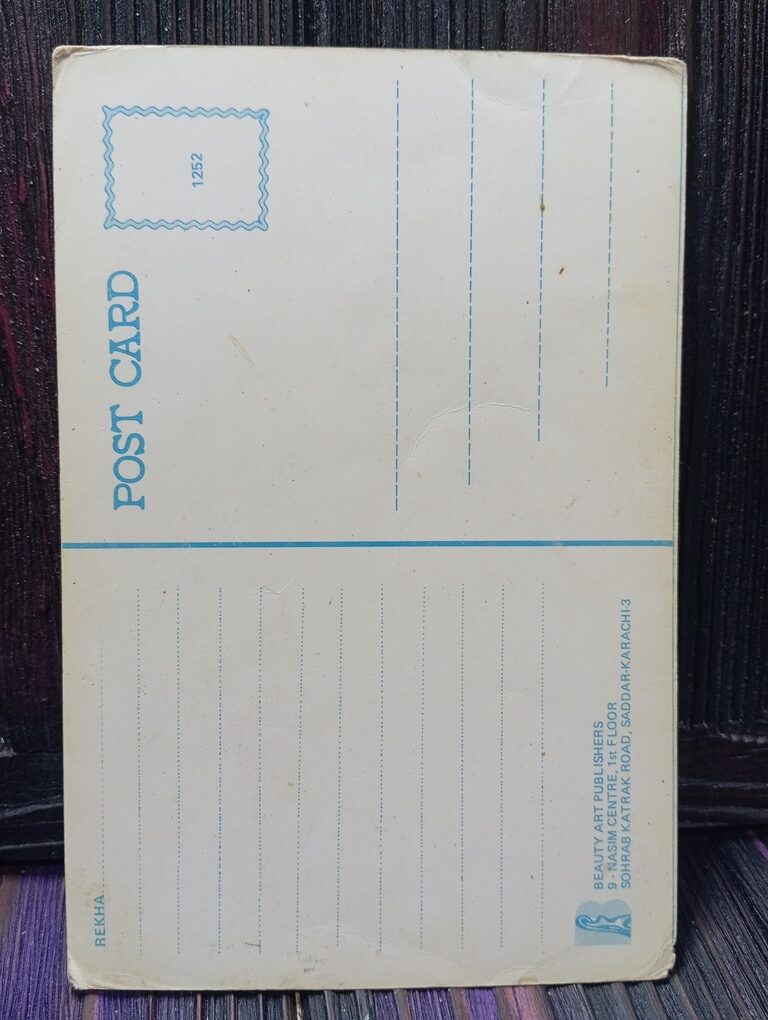 REKHA
POST CARD
1252
BEAUTY ART PUBLISHERS
9 - NASIM CENTRE, 1st FLOOR
SOHRAB KATRAK ROAD, SADDAR-KARACHI-3